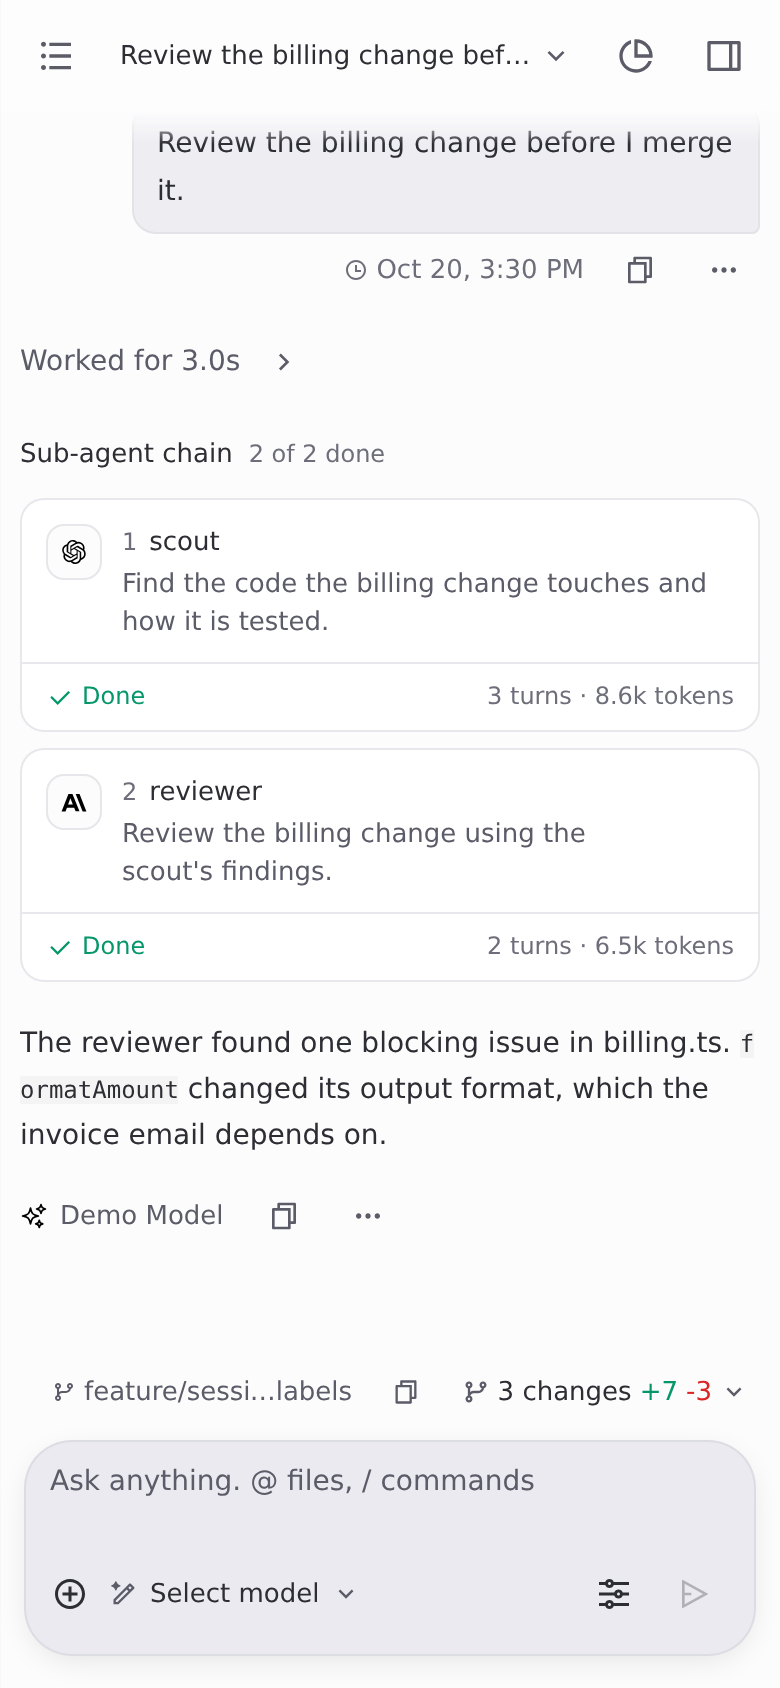 Review the billing change bef...
Review the billing change before I merge
it.
Oct 20, 3:30 PM
Worked for 3.0s
Sub-agent chain 2 of 2 done
1 scout
Find the code the billing change touches and
how it is tested.
Done 3 turns · 8.6k tokens
2 reviewer
Review the billing change using the
scout's findings.
Done 2 turns · 6.5k tokens
The reviewer found one blocking issue in billing.ts. f
ormatAmount changed its output format, which the
invoice email depends on.
Demo Model
feature/sessi...labels 3 changes +7 -3
Ask anything. @ files, / commands
Select model